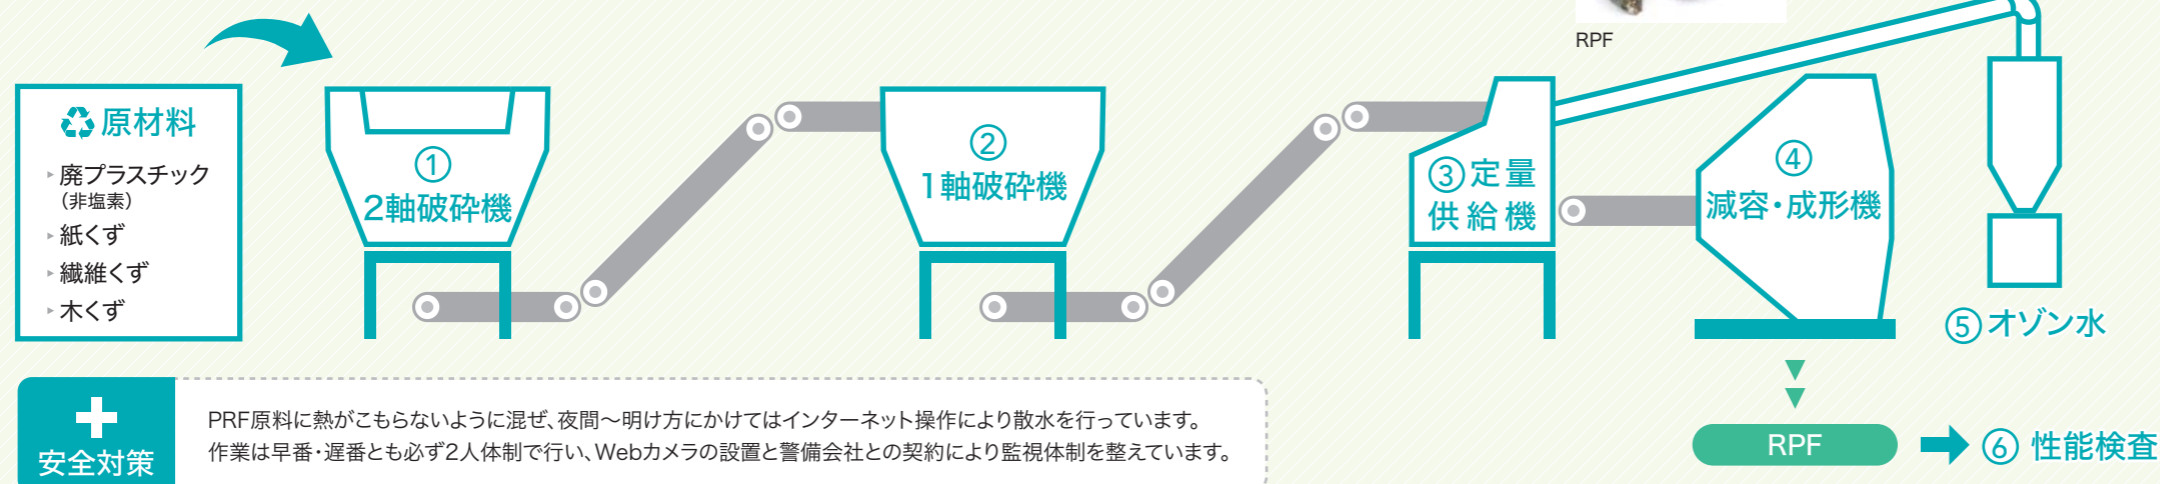 RPF
原材料
廃プラスチック
（非塩素）
紙くず
繊維くず
木くず
①
2軸破砕機
②
1軸破砕機
③定量
供給機
④
減容・成形機
⑤オゾン水
RPF
⑥ 性能検査
安全対策
PRF原料に熱がこもらないように混ぜ、夜間〜明け方にかけてはインターネット操作により散水を行っています。
作業は早番・遅番とも必ず2人体制で行い、Webカメラの設置と警備会社との契約により監視体制を整えています。